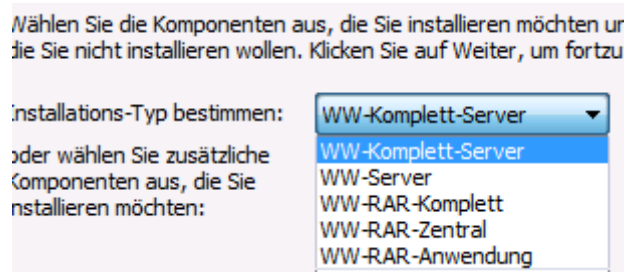 Wählen Sie die Komponenten aus, die Sie installieren möchten
die Sie nicht installieren wollen. Klicken Sie auf Weiter, um
Installations-Typ bestimmen:
WW-Komplett-Server
oder wählen Sie zusätzliche
Komponenten aus, die Sie
installieren möchten:
WW-Komplett-Server
WW-Server
WW-RAR-Komplett
WW-RAR-Zentral
WW-RAR-Anwendung